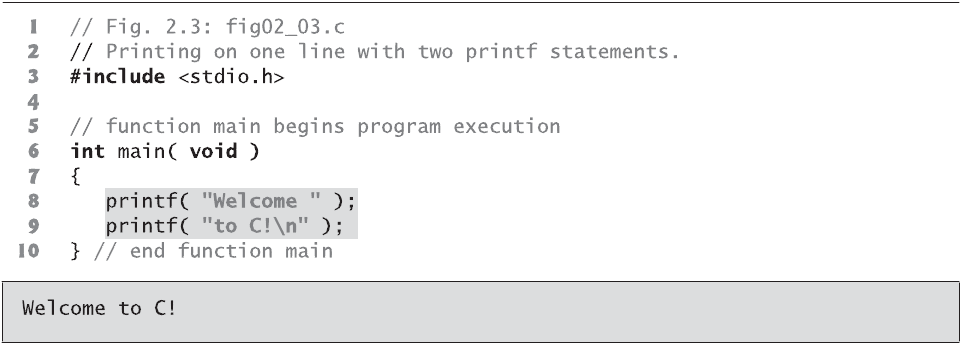 1 // Fig. 2.3: fig02_03.c
2 // Printing on one line with two printf statements.
3 #include <stdio.h>
4
5 // function main begins program execution
6 int main( void )
7 {
8 printf( "Welcome " );
9 printf( "to C!\n" );
10 } // end function main
Welcome to C!